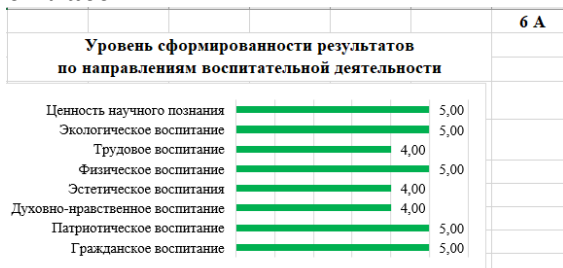 6 А
Уровень сформированности результатов
по направлениям воспитательной деятельности
Ценность научного познания 5,00
Экологическое воспитание 5,00
Трудовое воспитание 4,00
Физическое воспитание 5,00
Эстетическое воспитания 4,00
Духовно-нравственное воспитание 4,00
Патриотическое воспитание 5,00
Гражданское воспитание 5,00